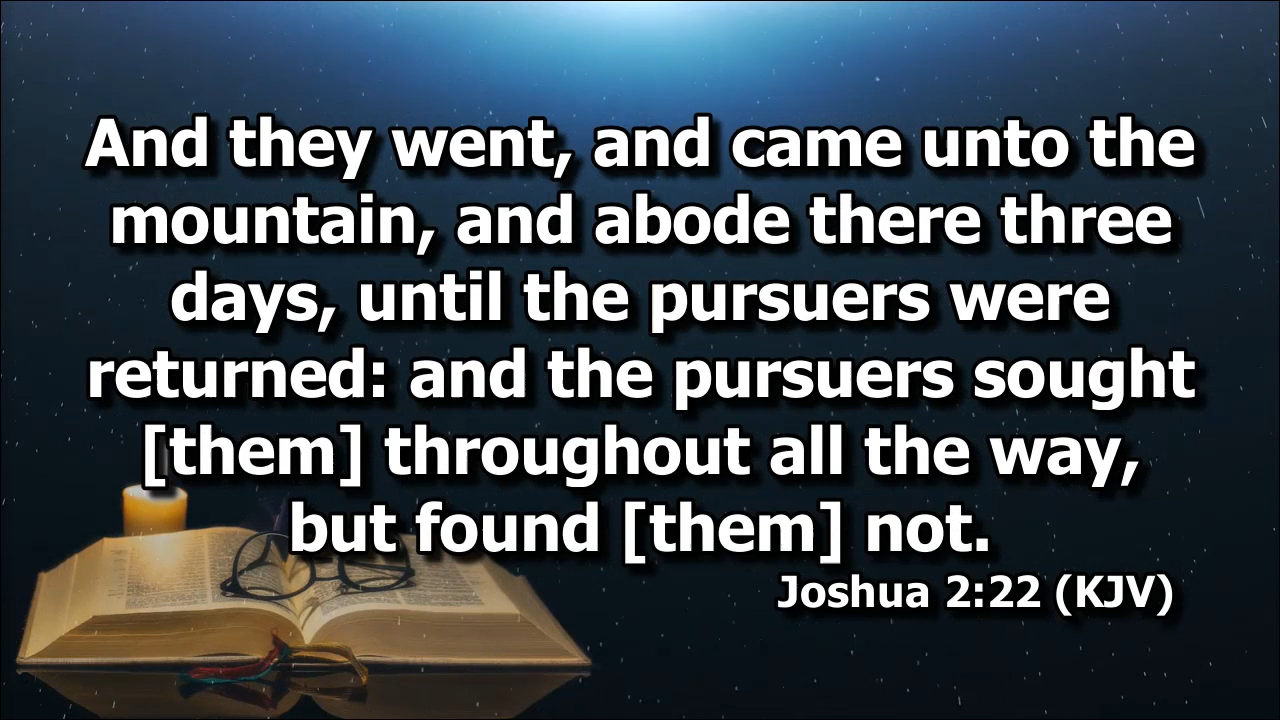 And they went, and came unto the
mountain, and abode there three
days, until the pursuers were
returned: and the pursuers sought
[them] throughout all the way,
but found [them] not.
Joshua 2:22 (KJV)